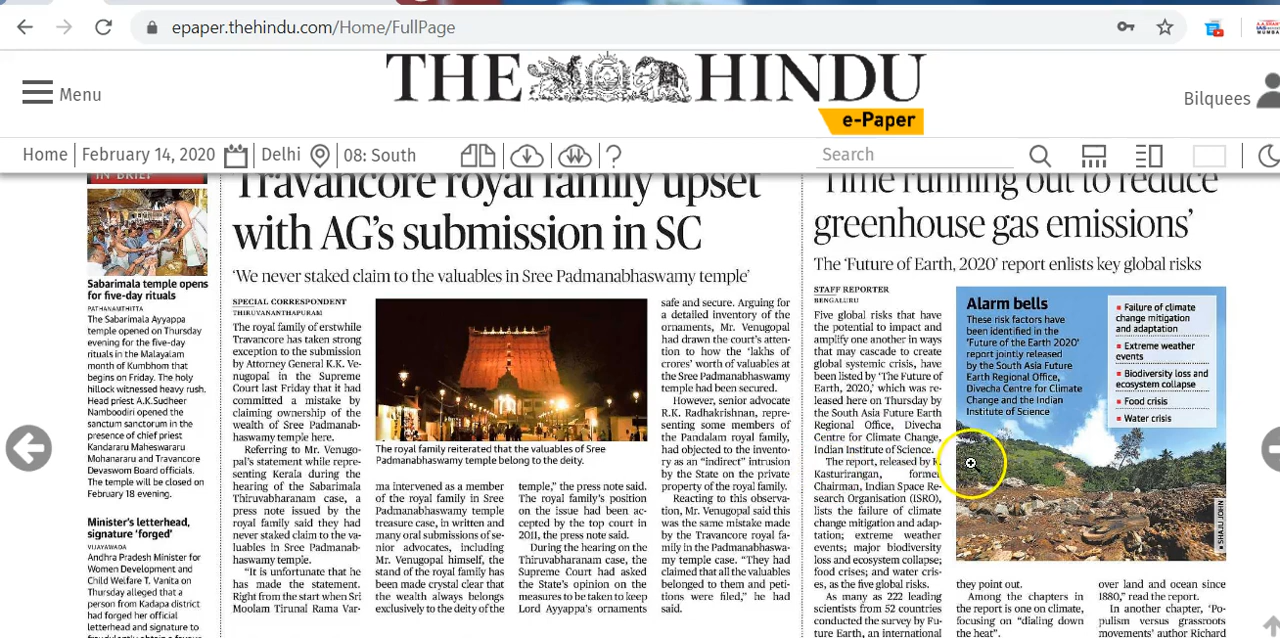 epaper.thehindu.com/Home/FullPage
Menu
THE HINDU
e-Paper
Bilquees
Home
February 14, 2020
Delhi
08: South
Search
IN BRIEF
Sabarimala temple opens
for five-day rituals
PATHANAMTHITTA
The Sabarimala Ayyappa
temple opened on Thursday
evening for the five-day
rituals in the Malayalam
month of Kumbhom that
begins on Friday. The holy
hillock witnessed heavy rush.
Head priest A.K.Sudheer
Namboodiri opened the
sanctum sanctorum in the
presence of chief priest
Kandararu Maheswararu
Mohanararu and Travancore
Devaswom Board officials.
The temple will be closed on
February 18 evening.
Minister's letterhead,
signature 'forged'
VIJAYAWADA
Andhra Pradesh Minister for
Women Development and
Child Welfare T. Vanita on
Thursday alleged that a
person from Kadapa district
had forged her official
letterhead and signature to
Travancore royal family upset
with AG's submission in SC
'We never staked claim to the valuables in Sree Padmanabhaswamy temple'
SPECIAL CORRESPONDENT
THIRUVANANTHAPURAM
The royal family of erstwhile
Travancore has taken strong
exception to the submission
by Attorney General K.K. Ve-
nugopal in the Supreme
Court last Friday that it had
committed a mistake by
claiming ownership of the
wealth of Sree Padmanab-
haswamy temple here.
Referring to Mr. Venugo-
pal's statement while repre-
senting Kerala during the
hearing of the Sabarimala
Thiruvabharanam case, a
press note issued by the
royal family said they had
never staked claim to the va-
luables in Sree Padmanab-
haswamy temple.
"It is unfortunate that he
has made the statement.
Right from the start when Sri
Moolam Tirunal Rama Var-
The royal family reiterated that the valuables of Sree
Padmanabhaswamy temple belong to the deity.
ma intervened as a member
of the royal family in Sree
Padmanabhaswamy temple
treasure case, in written and
many oral submissions of se-
nior advocates, including
Mr. Venugopal himself, the
stand of the royal family has
been made crystal clear that
the wealth always belongs
exclusively to the deity of the
temple," the press note said.
The royal family's position
on the issue had been ac-
cepted by the top court in
2011, the press note said.
During the hearing on the
Thiruvabharanam case, the
Supreme Court had asked
the State's opinion on the
measures to be taken to keep
Lord Ayyappa's ornaments
safe and secure. Arguing for
a detailed inventory of the
ornaments, Mr. Venugopal
had drawn the court's atten-
tion to how the 'lakhs of
crores' worth of valuables at
the Sree Padmanabhaswamy
temple had been secured.
However, senior advocate
R.K. Radhakrishnan, repre-
senting some members of
the Pandalam royal family,
had objected to the invento-
ry as an "indirect" intrusion
by the State on the private
property of the royal family.
Reacting to this observa-
tion, Mr. Venugopal said this
was the same mistake made
by the Travancore royal fa-
mily in the Padmanabhaswa-
my temple case. "They had
claimed that all the valuables
belonged to them and peti-
tions were filed," he had
said.
'Time running out to reduce
greenhouse gas emissions'
The 'Future of Earth, 2020' report enlists key global risks
STAFF REPORTER
BENGALURU
Five global risks that have
the potential to impact and
amplify one another in ways
that may cascade to create
global systemic crisis, have
been listed by 'The Future of
Earth, 2020,' which was re-
leased here on Thursday by
the South Asia Future Earth
Regional Office, Divecha
Centre for Climate Change,
Indian Institute of Science.
The report, released by K.
Kasturirangan, former
Chairman, Indian Space Re-
search Organisation (ISRO),
lists the failure of climate
change mitigation and adap-
tation; extreme weather
events; major biodiversity
loss and ecosystem collapse;
food crises; and water cris-
es, as the five global risks.
As many as 222 leading
scientists from 52 countries
conducted the survey by Fu-
ture Earth, an international
Alarm bells
These risk factors have
been identified in the
'Future of the Earth 2020'
report jointly released
by the South Asia Future
Earth Regional Office,
Divecha Centre for Climate
Change and the Indian
Institute of Science
Failure of climate
change mitigation
and adaptation
Extreme weather
events
Biodiversity loss and
ecosystem collapse
Food crisis
Water crisis
SHAJU JOHN
they point out.
Among the chapters in
the report is one on climate,
focusing on "dialing down
the heat".
over land and ocean since
1880," read the report.
In another chapter, 'Po-
pulism versus grassroots
movements' author Richard